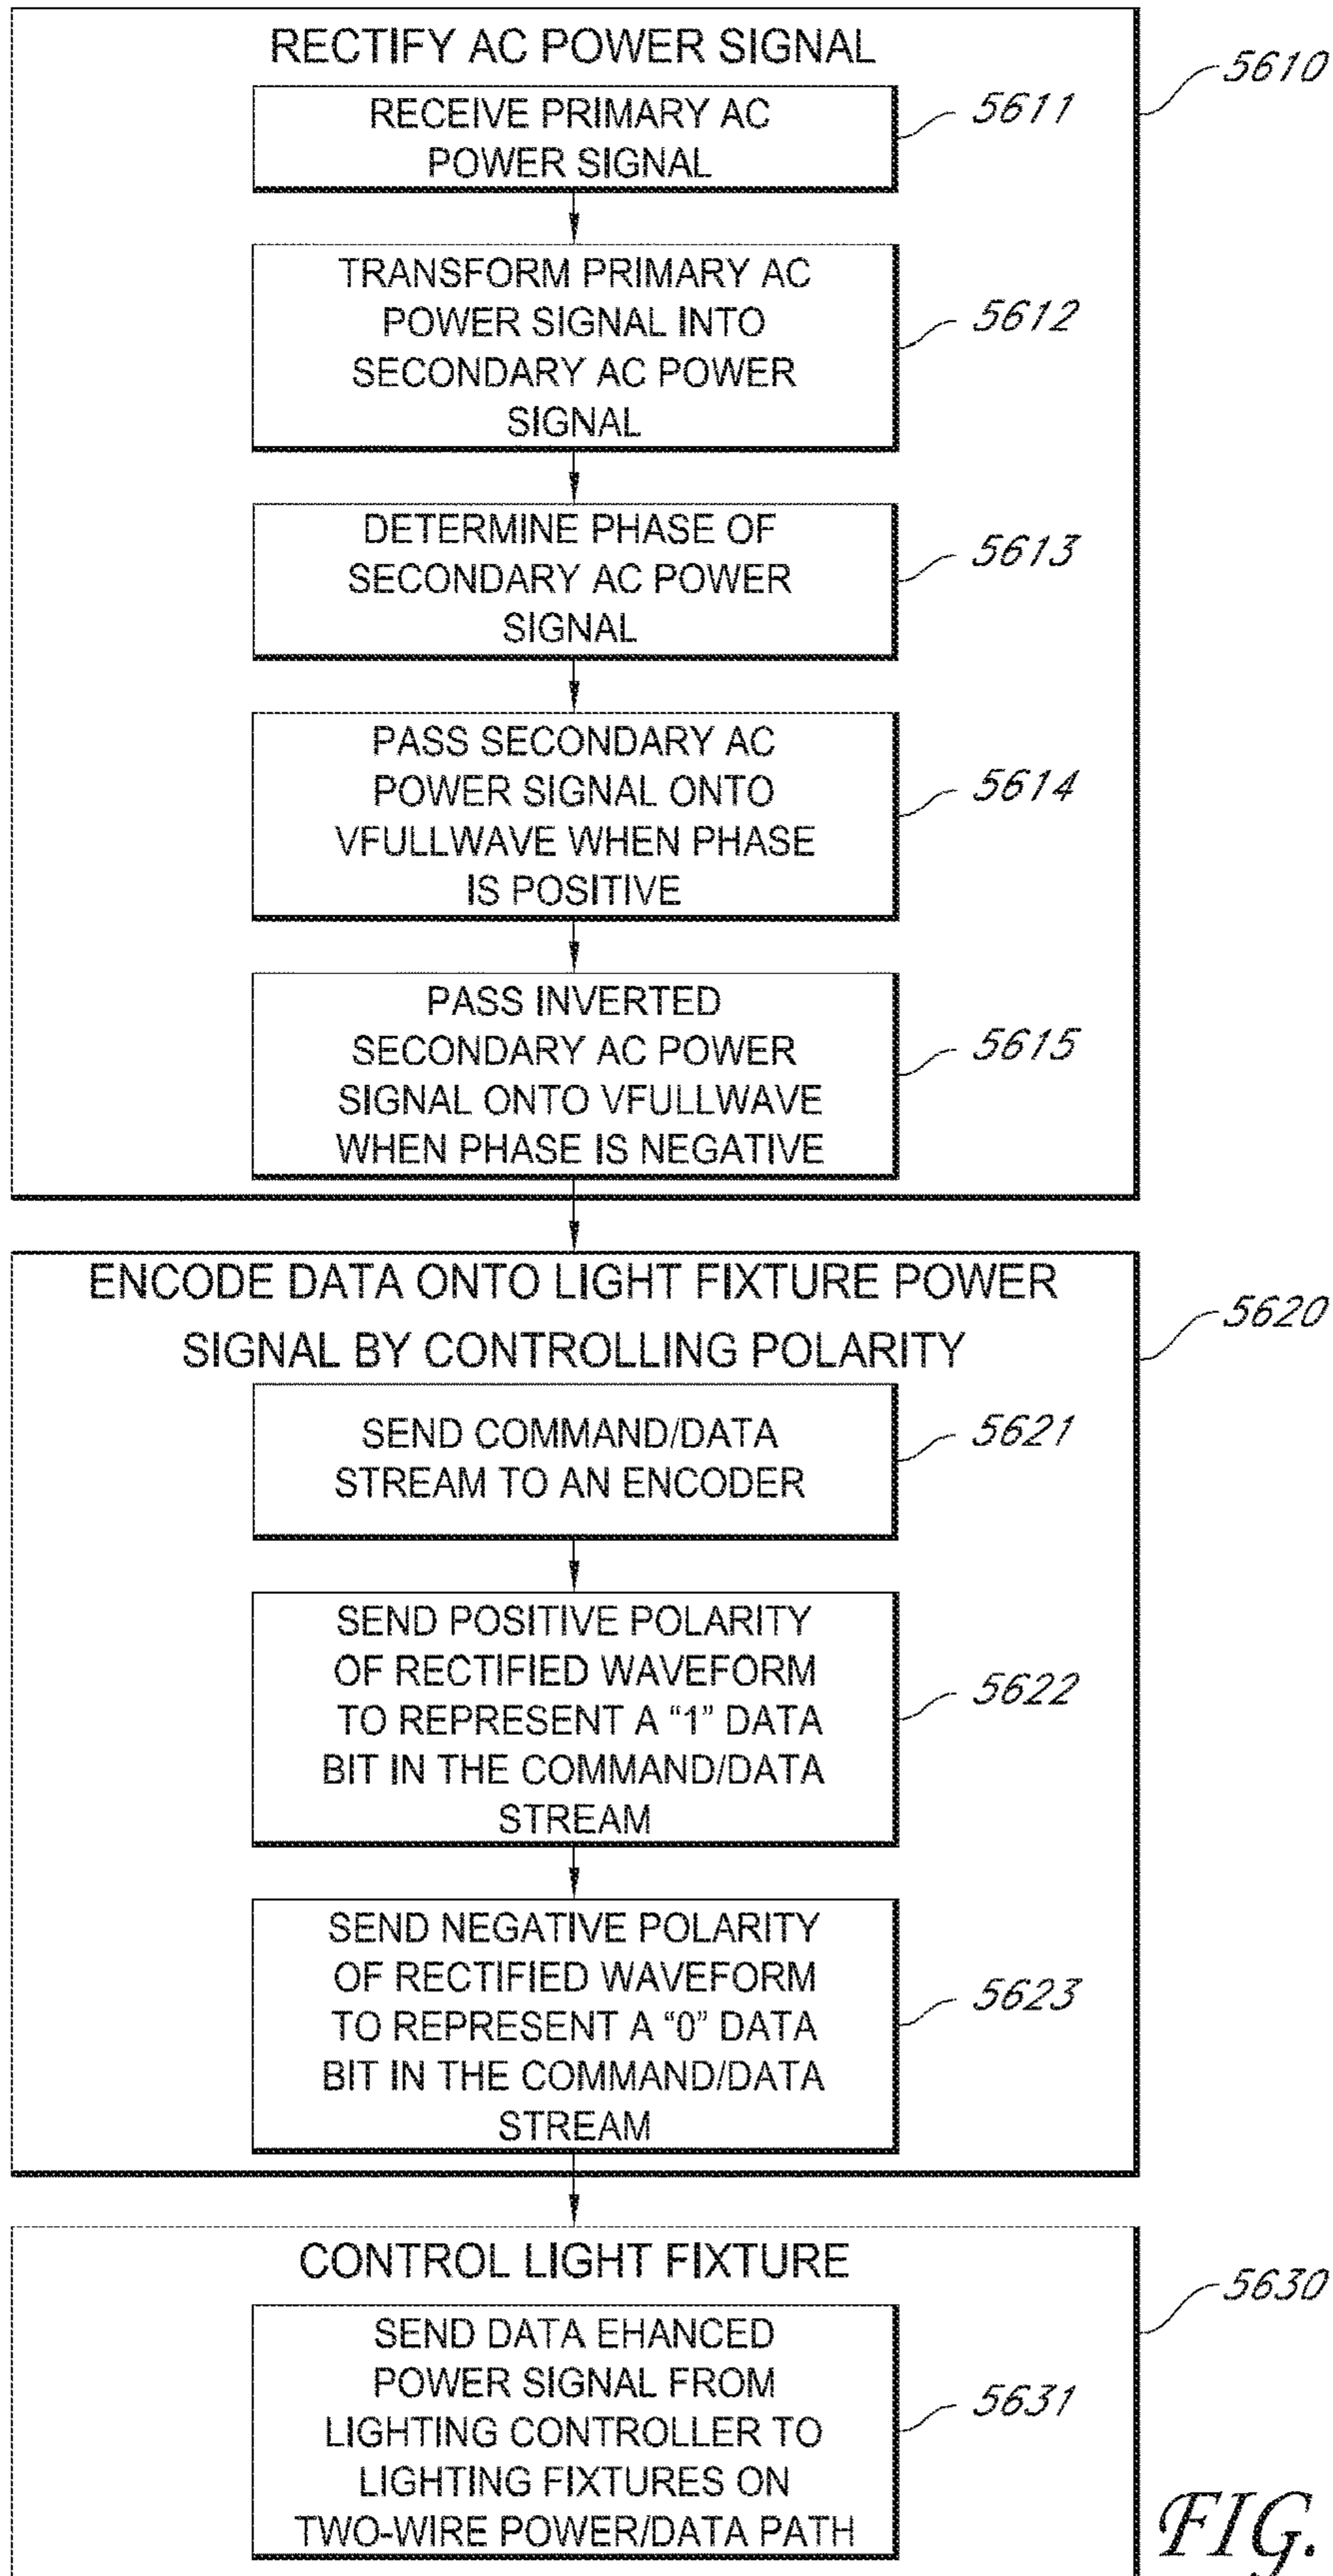 RECTIFY AC POWER SIGNAL
5610
RECEIVE PRIMARY AC
POWER SIGNAL
5611
TRANSFORM PRIMARY AC
POWER SIGNAL INTO
SECONDARY AC POWER
SIGNAL
5612
DETERMINE PHASE OF
SECONDARY AC POWER
SIGNAL
5613
PASS SECONDARY AC
POWER SIGNAL ONTO
VFULLWAVE WHEN PHASE
IS POSITIVE
5614
PASS INVERTED
SECONDARY AC POWER
SIGNAL ONTO VFULLWAVE
WHEN PHASE IS NEGATIVE
5615
ENCODE DATA ONTO LIGHT FIXTURE POWER
SIGNAL BY CONTROLLING POLARITY
5620
SEND COMMAND/DATA
STREAM TO AN ENCODER
5621
SEND POSITIVE POLARITY
OF RECTIFIED WAVEFORM
TO REPRESENT A “1” DATA
BIT IN THE COMMAND/DATA
STREAM
5622
SEND NEGATIVE POLARITY
OF RECTIFIED WAVEFORM
TO REPRESENT A “0” DATA
BIT IN THE COMMAND/DATA
STREAM
5623
CONTROL LIGHT FIXTURE
5630
SEND DATA EHANCED
POWER SIGNAL FROM
LIGHTING CONTROLLER TO
LIGHTING FIXTURES ON
TWO-WIRE POWER/DATA PATH
5631
FIG.